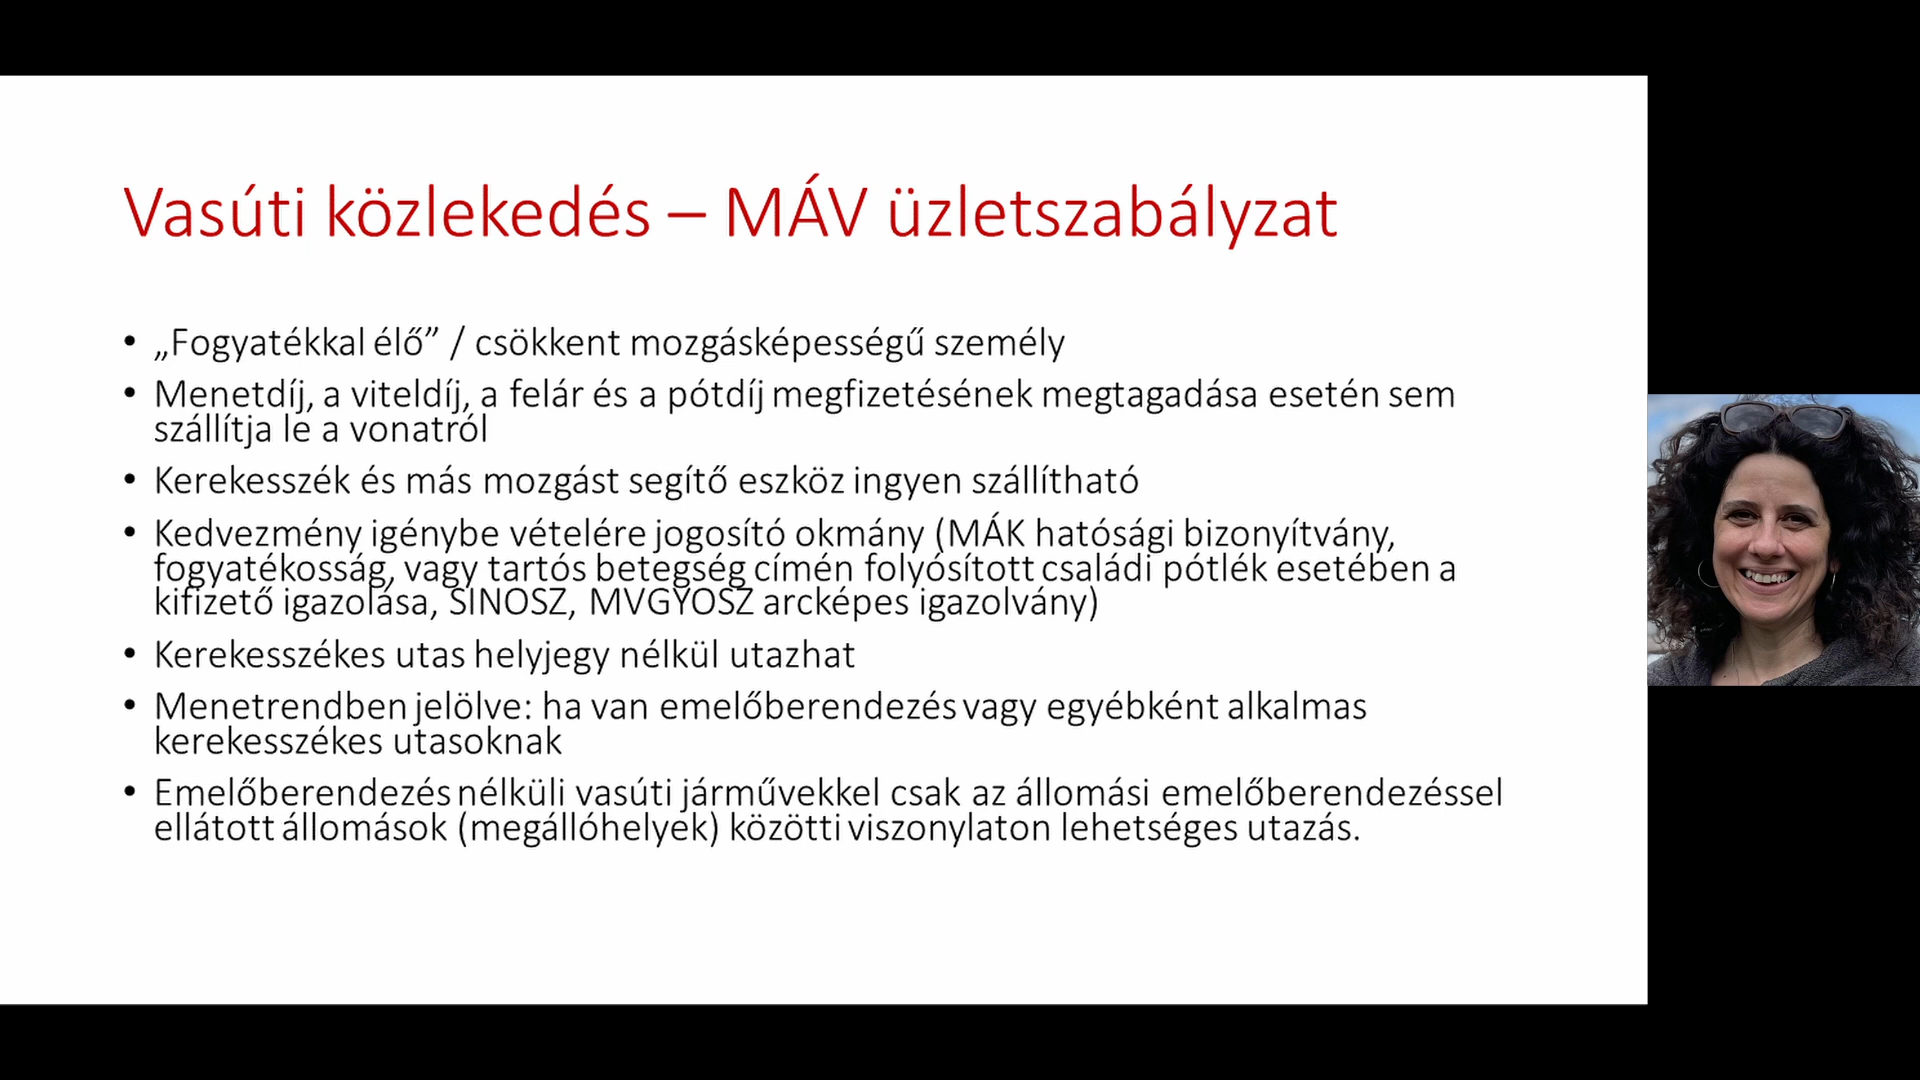 Vasúti közlekedés – MÁV üzletszabályzat
• „Fogyatékkal élő” / csökkent mozgásképességű személy
• Menetdíj, a viteldíj, a felár és a pótdíj megfizetésének megtagadása esetén sem
szállítja le a vonatról
• Kerekesszék és más mozgást segítő eszköz ingyen szállítható
• Kedvezmény igénybe vételére jogosító okmány (MÁK hatósági bizonyítvány,
fogyatékosság, vagy tartós betegség címén folyósított családi pótlék esetében a
kifizető igazolása, SINOSZ, MVGYOSZ arcképes igazolvány)
• Kerekesszékes utas helyjegy nélkül utazhat
• Menetrendben jelölve: ha van emelőberendezés vagy egyébként alkalmas
kerekesszékes utasoknak
• Emelőberendezés nélküli vasúti járművekkel csak az állomási emelőberendezéssel
ellátott állomások (megállóhelyek) közötti viszonylaton lehetséges utazás.